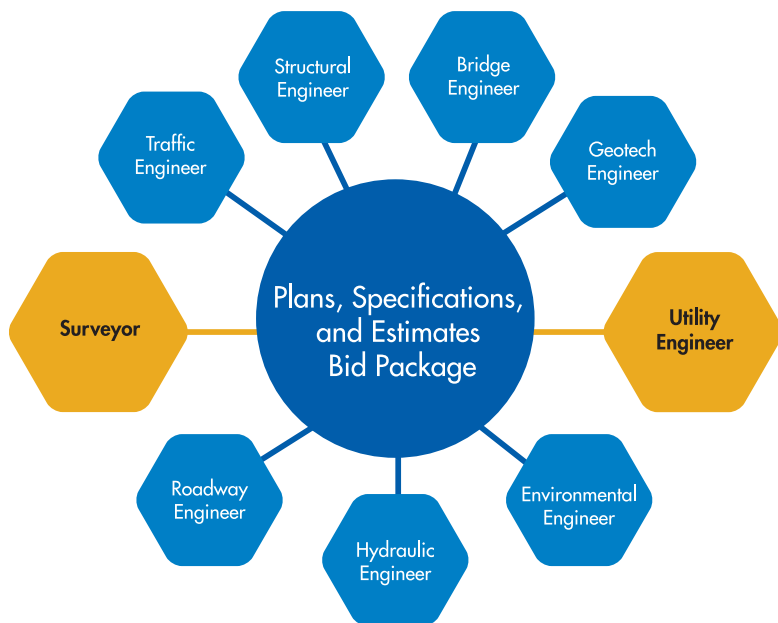 Structural
Engineer
Bridge
Engineer
Traffic
Engineer
Geotech
Engineer
Surveyor
Plans, Specifications,
and Estimates
Bid Package
Utility
Engineer
Roadway
Engineer
Environmental
Engineer
Hydraulic
Engineer